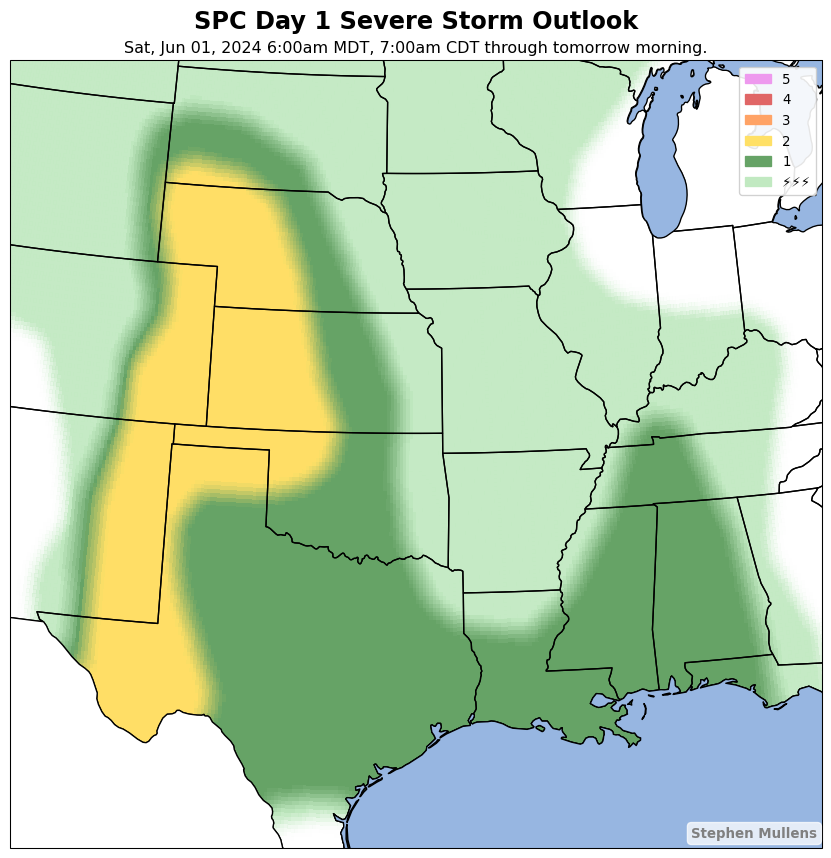 SPC Day 1 Severe Storm Outlook
Sat, Jun 01, 2024 6:00am MDT, 7:00am CDT through tomorrow morning.
5
4
3
2
1
⚡⚡⚡
Stephen Mullens